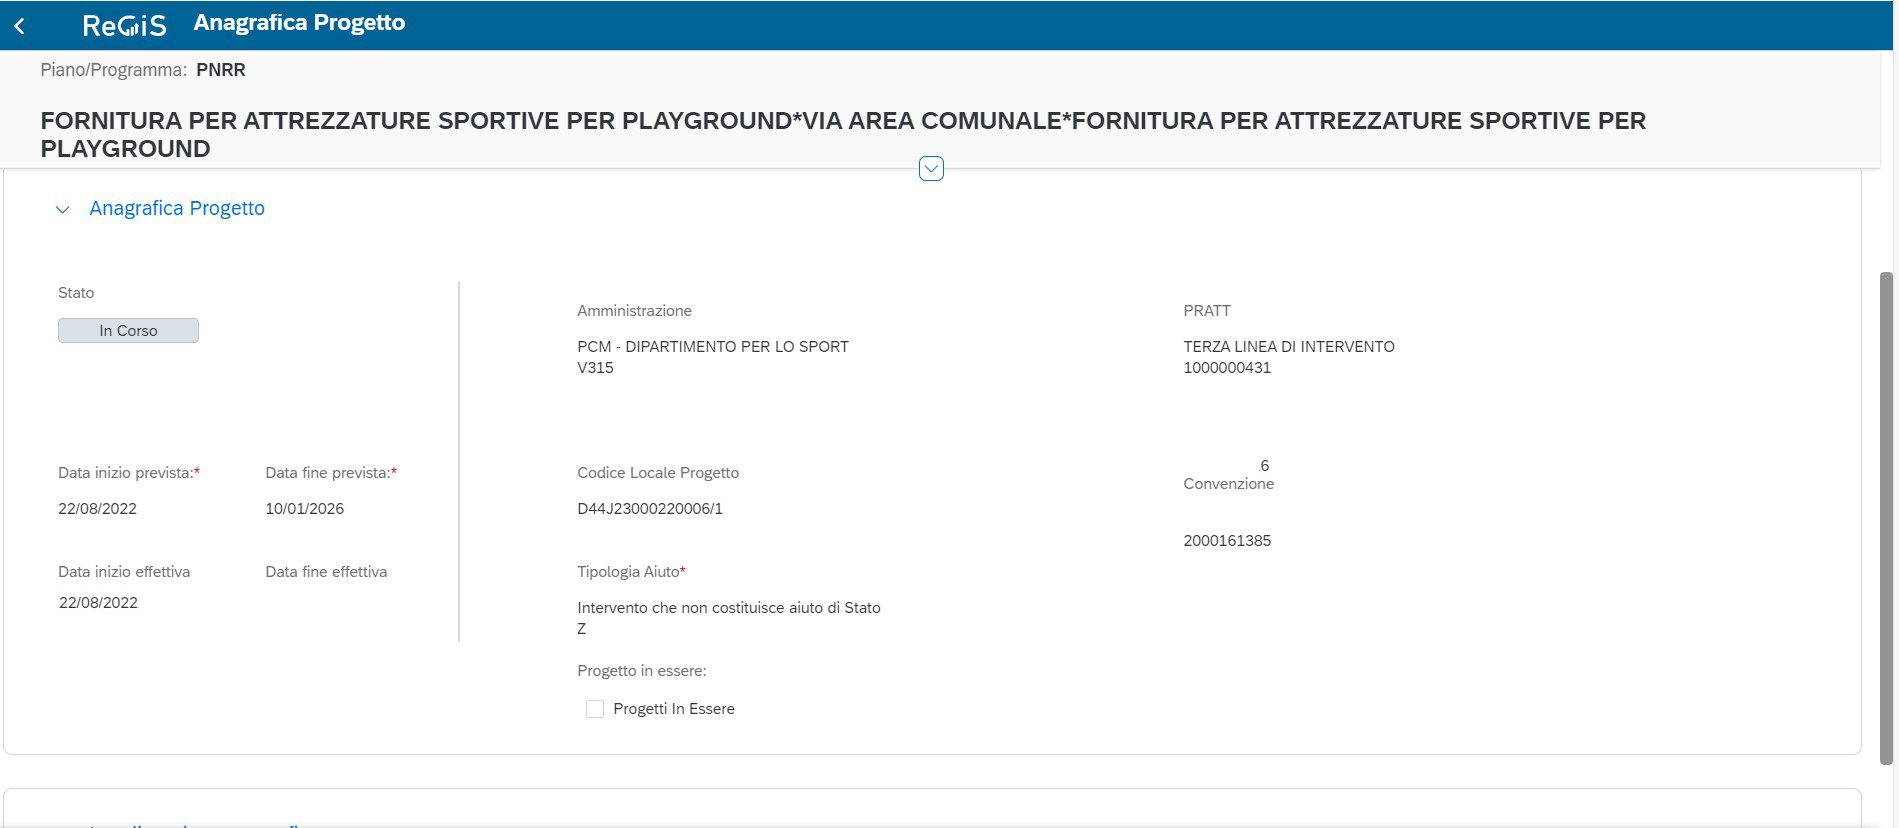 ReGiS Anagrafica Progetto
Piano/Programma: PNRR
FORNITURA PER ATTREZZATURE SPORTIVE PER PLAYGROUND*VIA AREA COMUNALE*FORNITURA PER ATTREZZATURE SPORTIVE PER
PLAYGROUND
Anagrafica Progetto
Stato
In Corso
Amministrazione
PCM - DIPARTIMENTO PER LO SPORT
V315
PRATT
TERZA LINEA DI INTERVENTO
1000000431
Data inizio prevista:*
22/08/2022
Data fine prevista:*
10/01/2026
Data inizio effettiva
22/08/2022
Data fine effettiva
Codice Locale Progetto
D44J23000220006/1
Tipologia Aiuto*
Intervento che non costituisce aiuto di Stato
Z
Progetto in essere:
Progetti In Essere
.6
Convenzione
2000161385